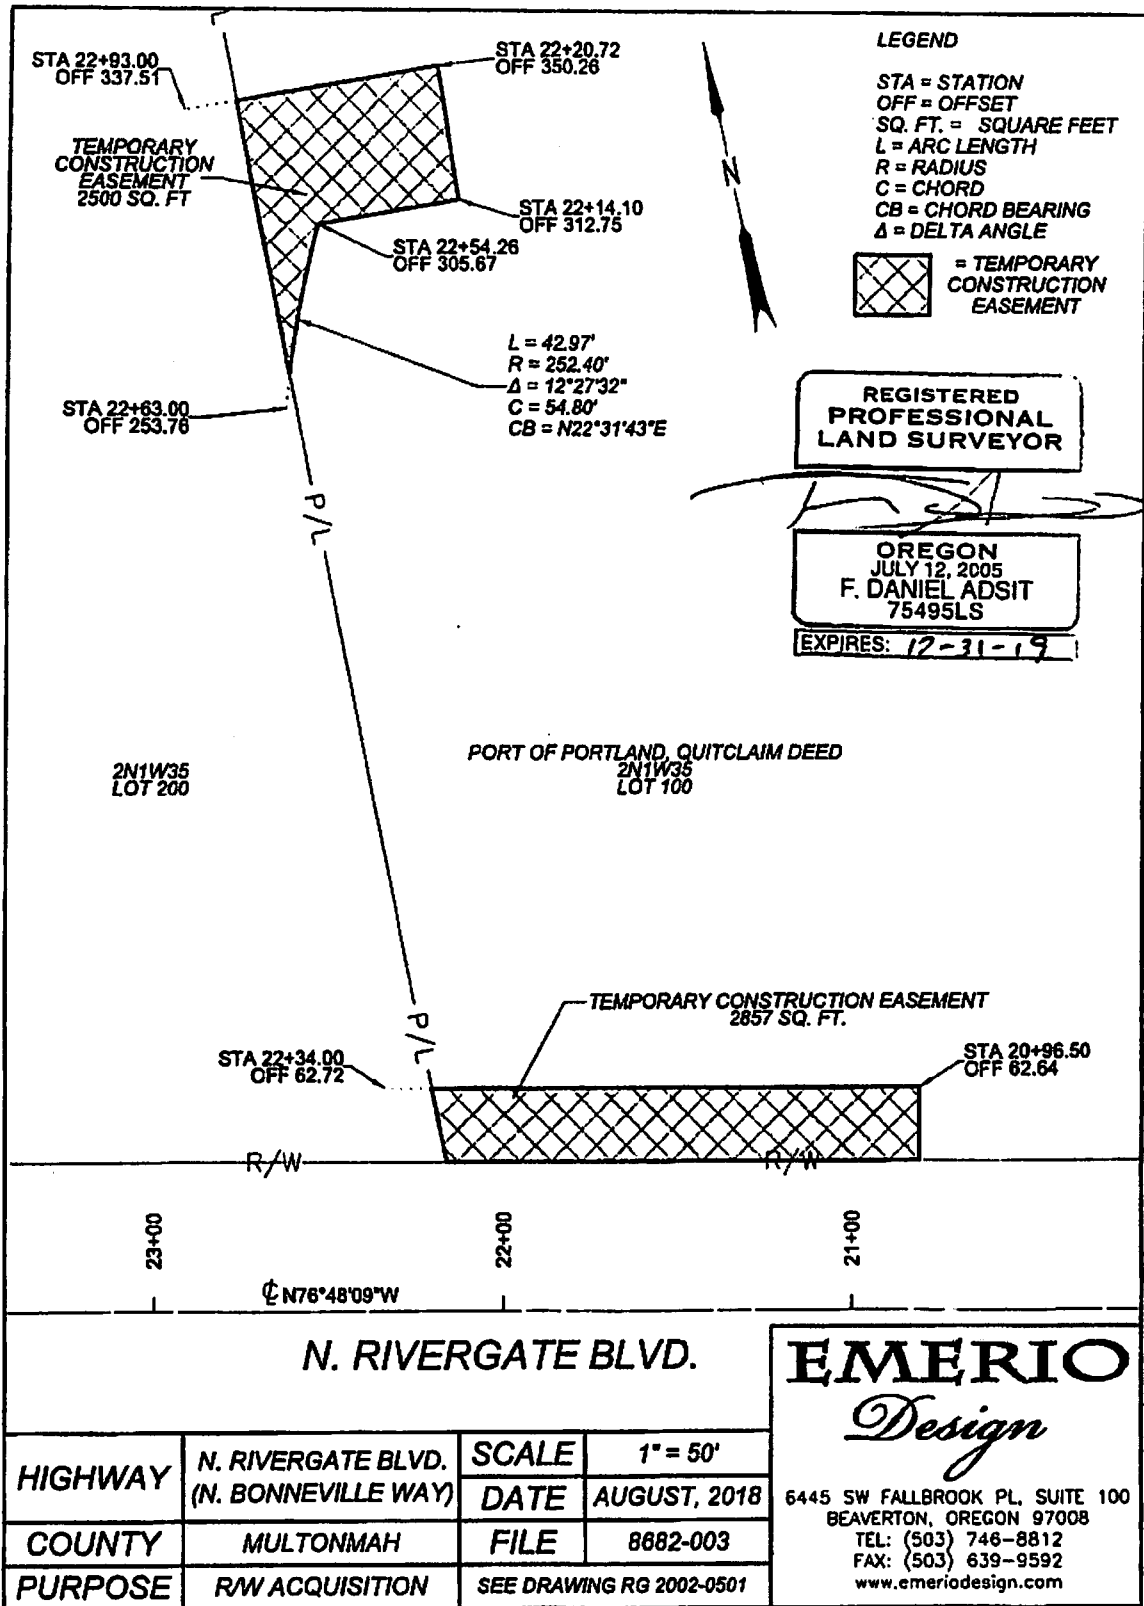 STA 22+93.00
OFF 337.51
STA 22+20.72
OFF 350.26
TEMPORARY
CONSTRUCTION
EASEMENT
2500 SQ. FT
STA 22+14.10
OFF 312.75
STA 22+54.26
OFF 305.67
L = 42.97'
R = 252.40'
Δ = 12°27'32"
C = 54.80'
CB = N22°31'43"E
STA 22+63.00
OFF 253.76
N
LEGEND
STA = STATION
OFF = OFFSET
SQ. FT. = SQUARE FEET
L = ARC LENGTH
R = RADIUS
C = CHORD
CB = CHORD BEARING
Δ = DELTA ANGLE
= TEMPORARY
CONSTRUCTION
EASEMENT
REGISTERED
PROFESSIONAL
LAND SURVEYOR
OREGON
JULY 12, 2005
F. DANIEL ADSIT
75495LS
EXPIRES: 12-31-19
P/L
2N1W35
LOT 200
PORT OF PORTLAND, QUITCLAIM DEED
2N1W35
LOT 100
P/L
TEMPORARY CONSTRUCTION EASEMENT
2857 SQ. FT.
STA 22+34.00
OFF 62.72
STA 20+96.50
OFF 62.64
R/W
R/W
23+00
22+00
21+00
℄ N76°48'09"W
N. RIVERGATE BLVD.
HIGHWAY
N. RIVERGATE BLVD.
(N. BONNEVILLE WAY)
SCALE
1" = 50'
DATE
AUGUST, 2018
COUNTY
MULTONMAH
FILE
8682-003
PURPOSE
R/W ACQUISITION
SEE DRAWING RG 2002-0501
EMERIO
Design
6445 SW FALLBROOK PL, SUITE 100
BEAVERTON, OREGON 97008
TEL: (503) 746-8812
FAX: (503) 639-9592
www.emeriodesign.com